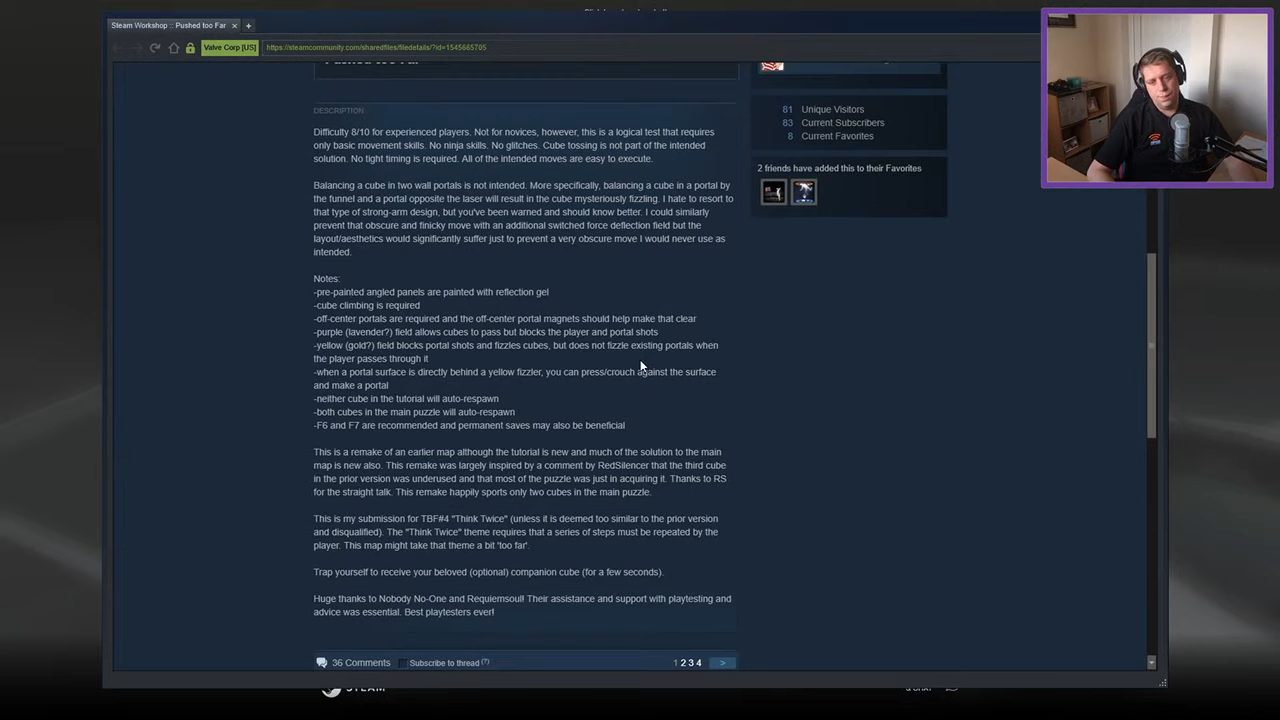 Steam Workshop :: Pushed too Far
Valve Corp [US]
https://steamcommunity.com/sharedfiles/filedetails/?id=1545665705
81 Unique Visitors
83 Current Subscribers
8 Current Favorites
2 friends have added this to their Favorites
DESCRIPTION
Difficulty 8/10 for experienced players. Not for novices, however, this is a logical test that requires
only basic movement skills. No ninja skills. No glitches. Cube tossing is not part of the intended
solution. No tight timing is required. All of the intended moves are easy to execute.
Balancing a cube in two wall portals is not intended. More specifically, balancing a cube in a portal by
the funnel and a portal opposite the laser will result in the cube mysteriously fizzling. I hate to resort to
that type of strong-arm design, but you've been warned and should know better. I could similarly
prevent that obscure and finicky move with an additional switched force deflection field but the
layout/aesthetics would significantly suffer just to prevent a very obscure move I would never use as
intended.
Notes:
-pre-painted angled panels are painted with reflection gel
-cube climbing is required
-off-center portals are required and the off-center portal magnets should help make that clear
-purple (lavender?) field allows cubes to pass but blocks the player and portal shots
-yellow (gold?) field blocks portal shots and fizzles cubes, but does not fizzle existing portals when
the player passes through it
-when a portal surface is directly behind a yellow fizzler, you can press/crouch against the surface
and make a portal
-neither cube in the tutorial will auto-respawn
-both cubes in the main puzzle will auto-respawn
-F6 and F7 are recommended and permanent saves may also be beneficial
This is a remake of an earlier map although the tutorial is new and much of the solution to the main
map is new also. This remake was largely inspired by a comment by RedSilencer that the third cube
in the prior version was underused and that most of the puzzle was just in acquiring it. Thanks to RS
for the straight talk. This remake happily sports only two cubes in the main puzzle.
This is my submission for TBF#4 "Think Twice" (unless it is deemed too similar to the prior version
and disqualified). The "Think Twice" theme requires that a series of steps must be repeated by the
player. This map might take that theme a bit 'too far'.
Trap yourself to receive your beloved (optional) companion cube (for a few seconds).
Huge thanks to Nobody No-One and Requiemsoul! Their assistance and support with playtesting and
advice was essential. Best playtesters ever!
36 Comments
Subscribe to thread (?)
1 2 3 4 >
STEAM